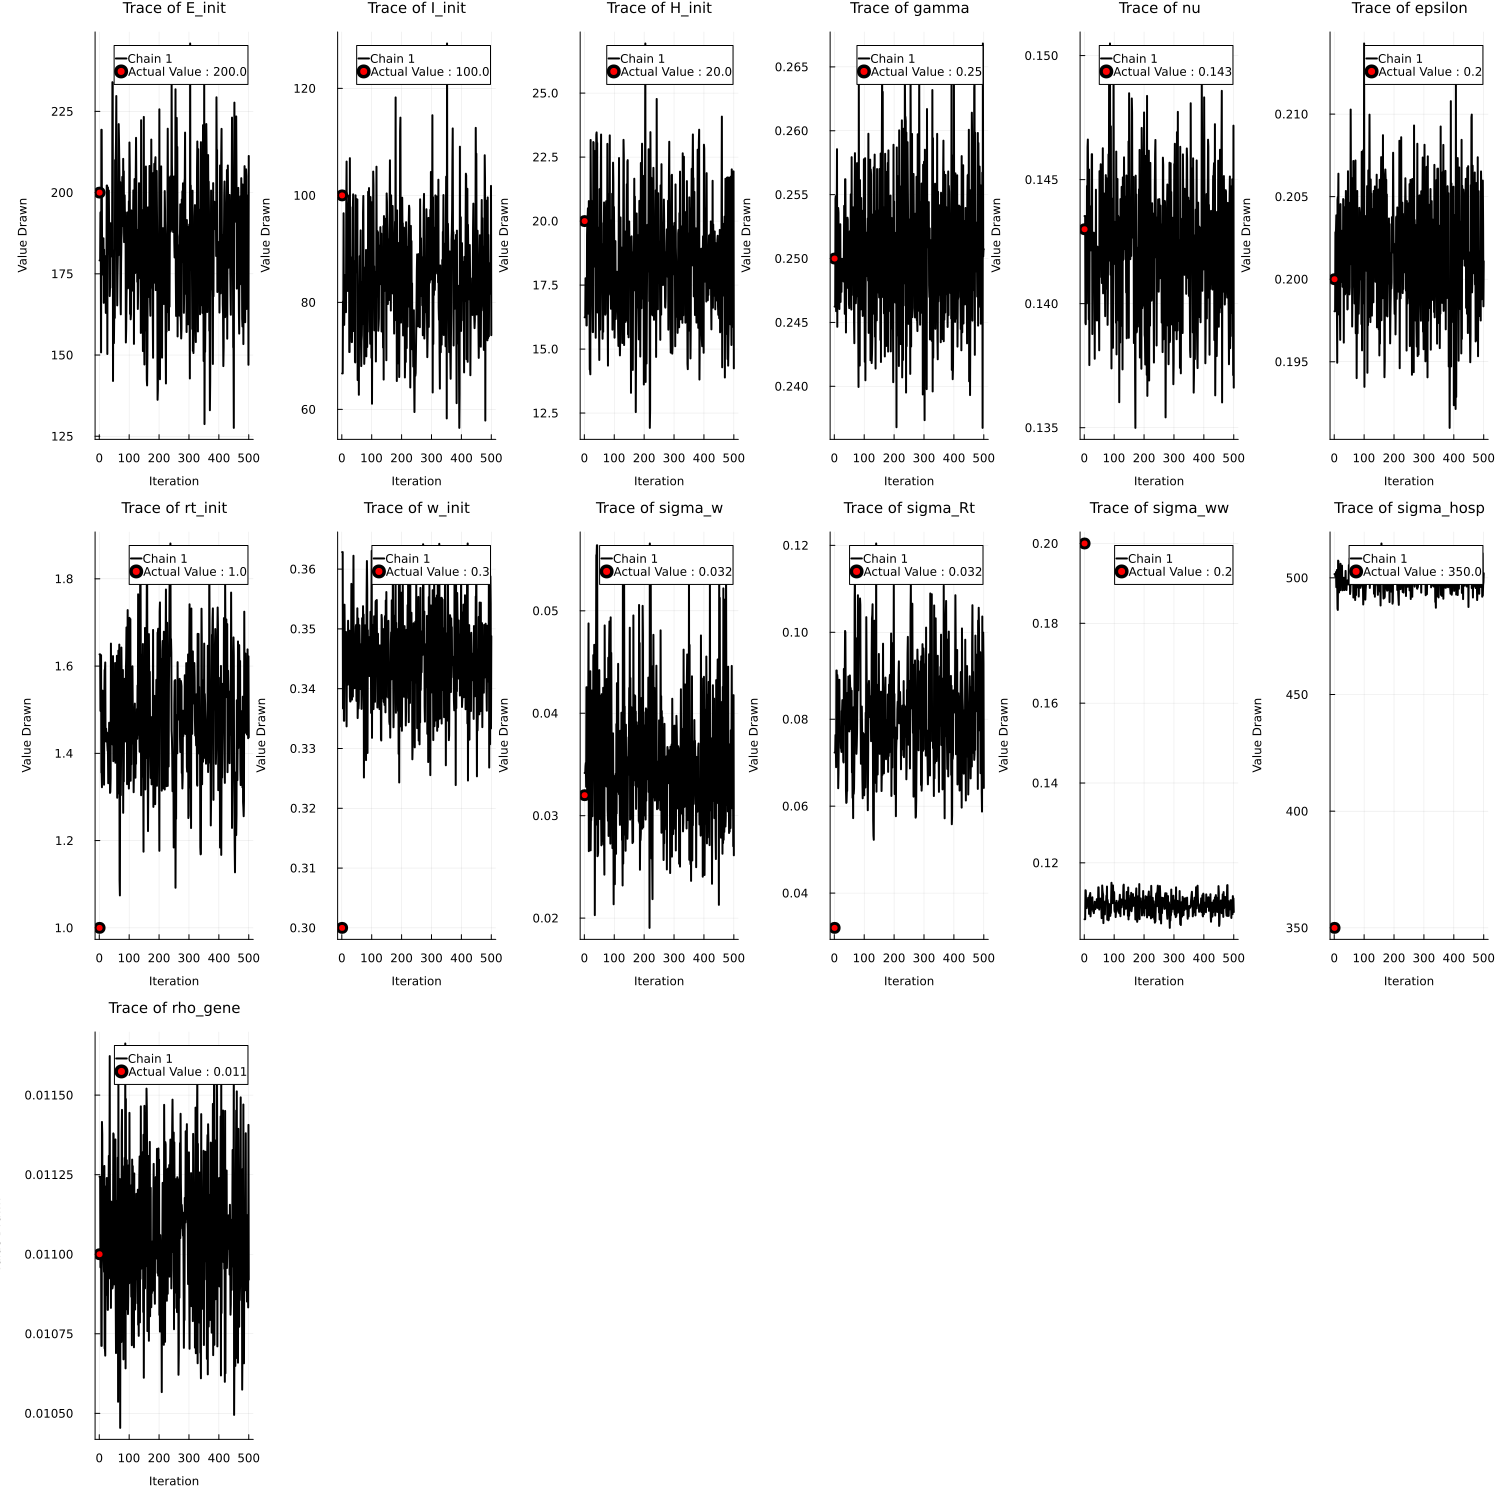 Trace of E_init
Trace of I_init
Trace of H_init
Trace of gamma
Trace of nu
Trace of epsilon
Chain 1
Actual Value : 200.0
Chain 1
Actual Value : 100.0
Chain 1
Actual Value : 20.0
Chain 1
Actual Value : 0.25
Chain 1
Actual Value : 0.143
Chain 1
Actual Value : 0.2
225
200
175
150
125
120
100
80
60
25.0
22.5
20.0
17.5
15.0
12.5
0.265
0.260
0.255
0.250
0.245
0.240
0.150
0.145
0.140
0.135
0.210
0.205
0.200
0.195
Value Drawn
Value Drawn
Value Drawn
Value Drawn
Value Drawn
Value Drawn
0 100 200 300 400 500
0 100 200 300 400 500
0 100 200 300 400 500
0 100 200 300 400 500
0 100 200 300 400 500
0 100 200 300 400 500
Iteration
Iteration
Iteration
Iteration
Iteration
Iteration
Trace of rt_init
Trace of w_init
Trace of sigma_w
Trace of sigma_Rt
Trace of sigma_ww
Trace of sigma_hosp
Chain 1
Actual Value : 1.0
Chain 1
Actual Value : 0.3
Chain 1
Actual Value : 0.032
Chain 1
Actual Value : 0.032
Chain 1
Actual Value : 0.2
Chain 1
Actual Value : 350.0
1.8
1.6
1.4
1.2
1.0
0.36
0.35
0.34
0.33
0.32
0.31
0.30
0.05
0.04
0.03
0.02
0.12
0.10
0.08
0.06
0.04
0.20
0.18
0.16
0.14
0.12
500
450
400
350
Value Drawn
Value Drawn
Value Drawn
Value Drawn
Value Drawn
Value Drawn
0 100 200 300 400 500
0 100 200 300 400 500
0 100 200 300 400 500
0 100 200 300 400 500
0 100 200 300 400 500
0 100 200 300 400 500
Iteration
Iteration
Iteration
Iteration
Iteration
Iteration
Trace of rho_gene
Chain 1
Actual Value : 0.011
0.01150
0.01125
0.01100
0.01075
0.01050
0 100 200 300 400 500
Iteration